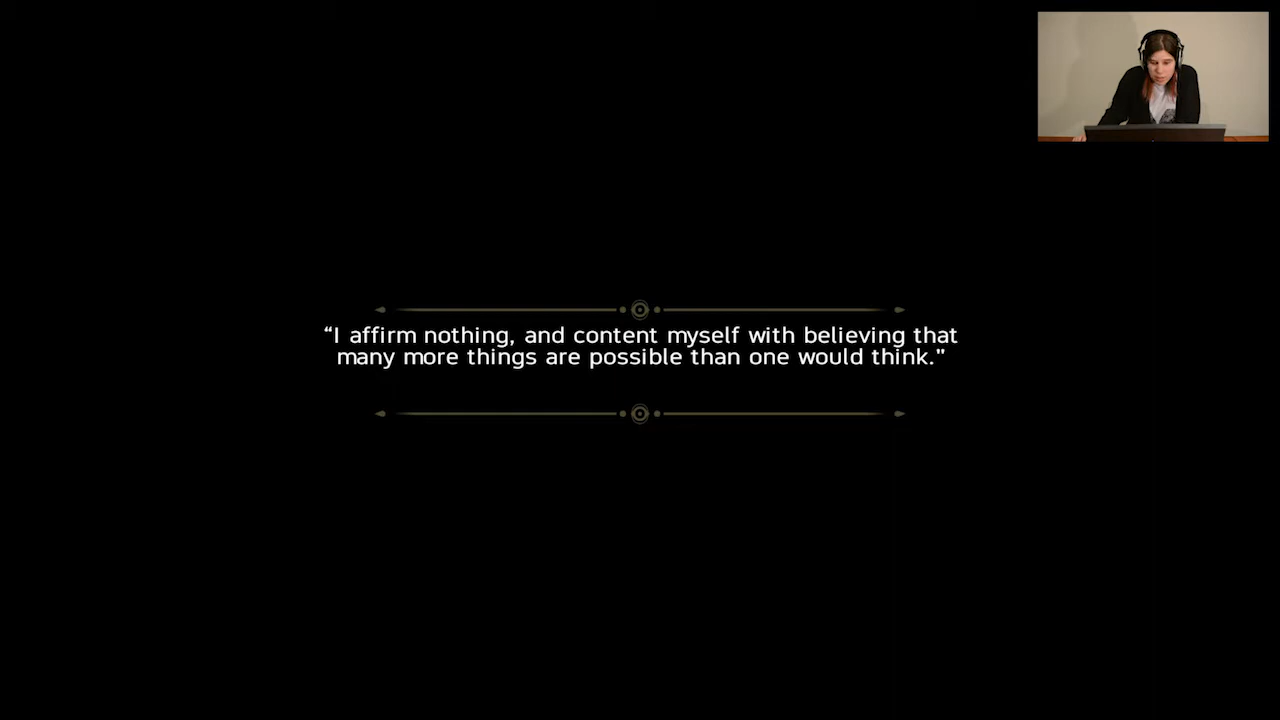 “I affirm nothing, and content myself with believing that
many more things are possible than one would think.”